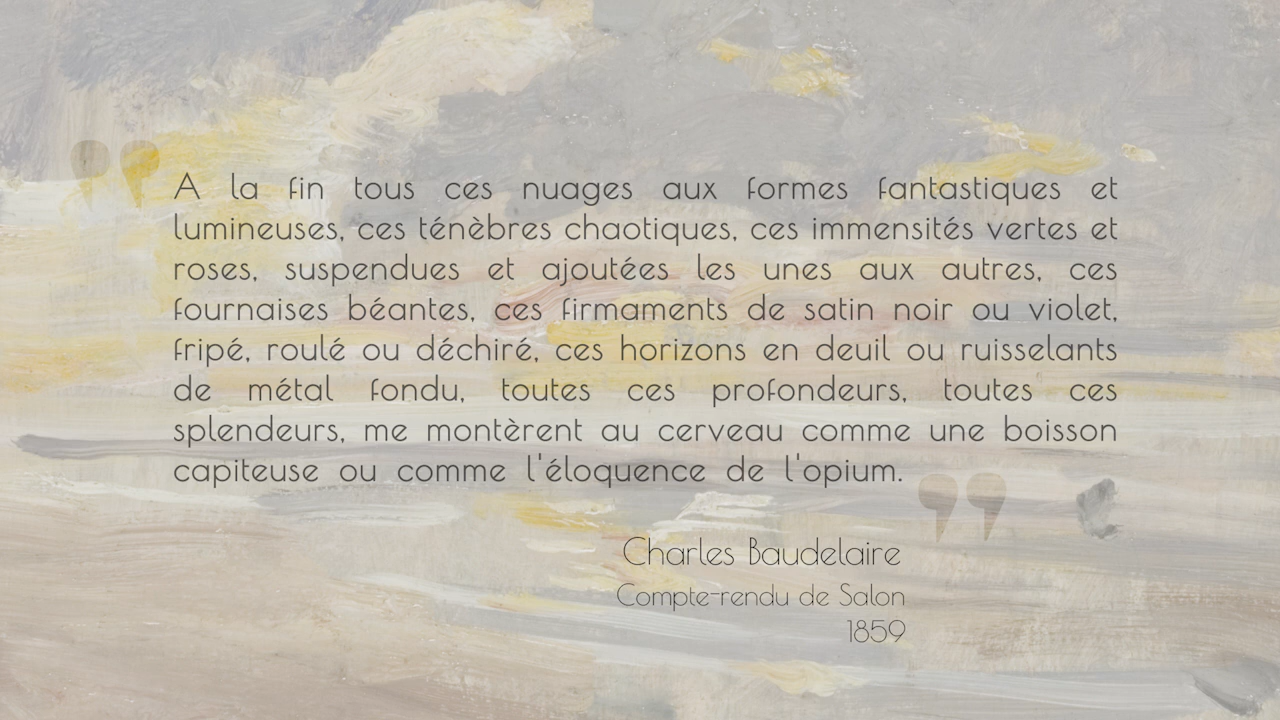 " A la fin tous ces nuages aux formes fantastiques et
lumineuses, ces ténèbres chaotiques, ces immensités vertes et
roses, suspendues et ajoutées les unes aux autres, ces
fournaises béantes, ces firmaments de satin noir ou violet,
fripé, roulé ou déchiré, ces horizons en deuil ou ruisselants
de métal fondu, toutes ces profondeurs, toutes ces
splendeurs, me montèrent au cerveau comme une boisson
capiteuse ou comme l'éloquence de l'opium. "
Charles Baudelaire
Compte-rendu de Salon
1859